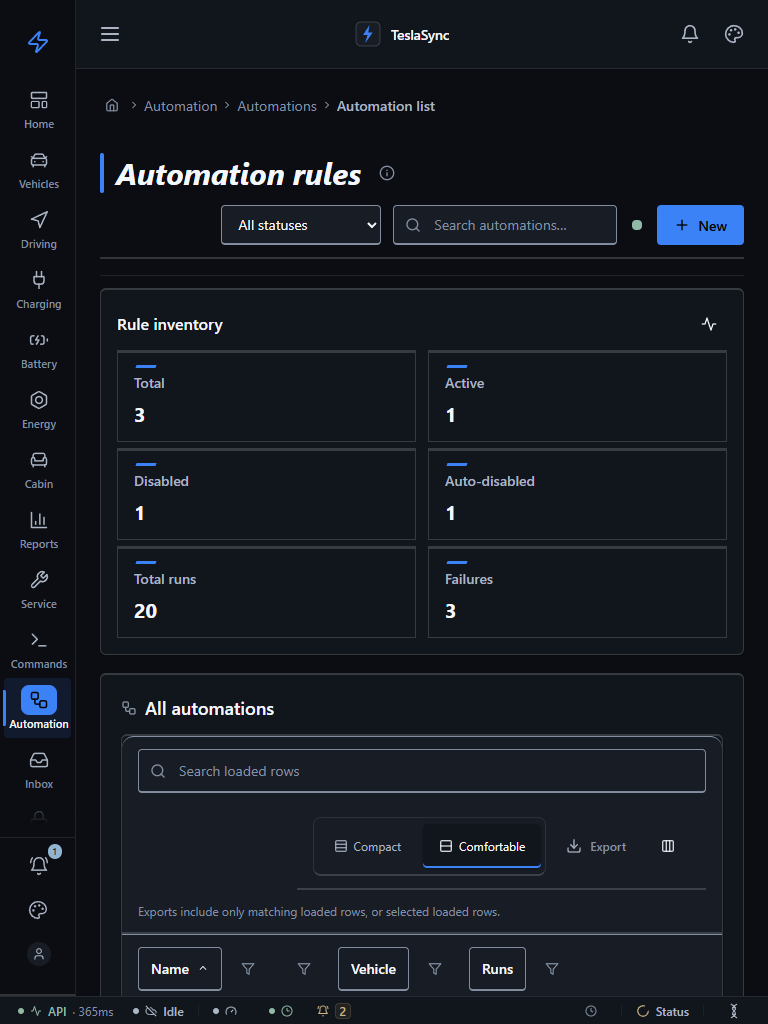 TeslaSync
Home
Vehicles
Driving
Charging
Battery
Energy
Cabin
Reports
Service
Commands
Automation
Inbox
1
Automation
Automations
Automation list
Automation rules
All statuses
Search automations...
New
Rule inventory
Total
3
Active
1
Disabled
1
Auto-disabled
1
Total runs
20
Failures
3
All automations
Search loaded rows
Compact
Comfortable
Export
Exports include only matching loaded rows, or selected loaded rows.
Name
Vehicle
Runs
API · 365ms
Idle
2
Status